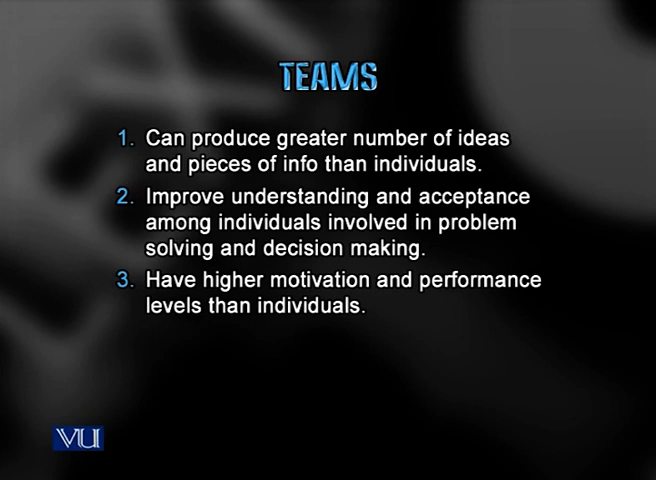 TEAMS
1. Can produce greater number of ideas
and pieces of info than individuals.
2. Improve understanding and acceptance
among individuals involved in problem
solving and decision making.
3. Have higher motivation and performance
levels than individuals.
VU